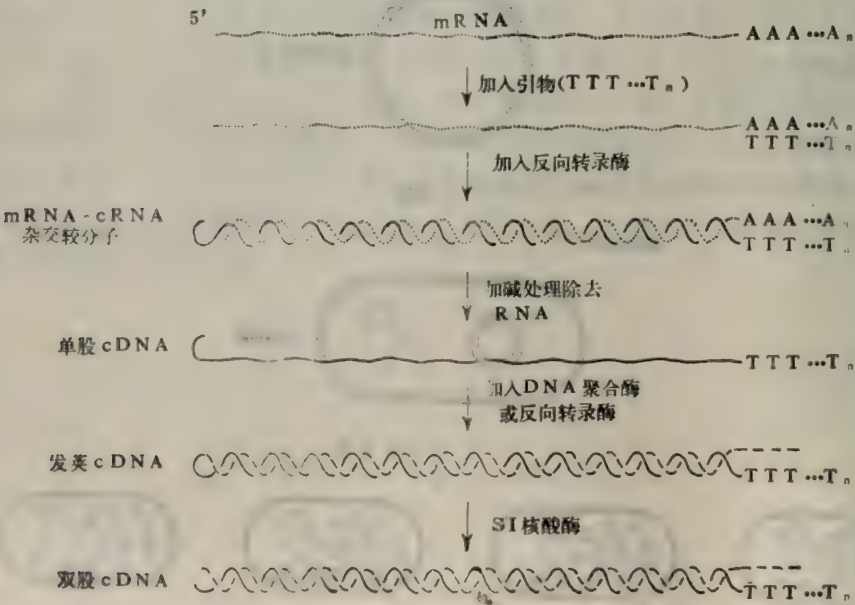 5'
mRNA
AAA…Aₙ
加入引物(TTT…Tₙ)
AAA…Aₙ
TTT…Tₙ
加入反向转录酶
mRNA-cRNA
杂交较分子
AAA…A
TTT…T
加碱处理除去
RNA
单股cDNA
TTT…Tₙ
加入DNA聚合酶
或反向转录酶
发荚cDNA
TTT…Tₙ
SI核酸酶
双股cDNA
TTT…Tₙ